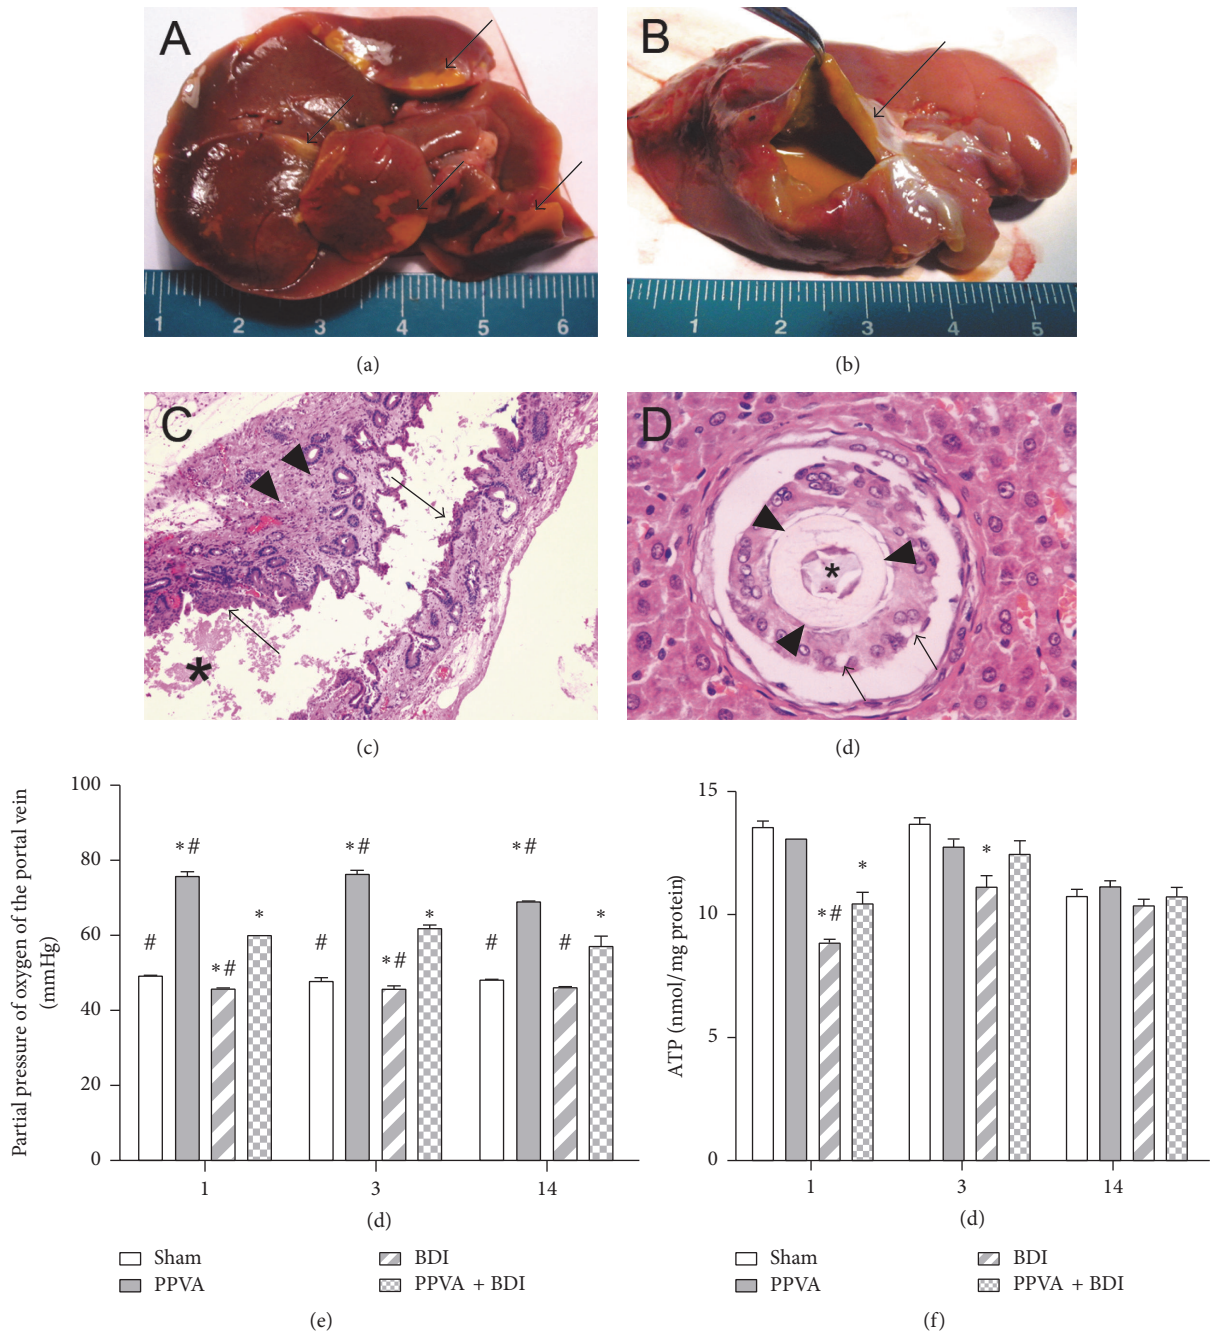 A
B
1 2 3 4 5 6
1 2 3 4 5
(a)
(b)
C
D
*
*
(c)
(d)
Partial pressure of oxygen of the portal vein
(mmHg)
100
80
60
40
20
0
#
*#
*#
*
#
*#
*#
*
#
*#
#
*
1 3 14
(d)
Sham
PPVA
BDI
PPVA + BDI
(e)
ATP (nmol/mg protein)
15
10
5
0
*#
*
*
1 3 14
(d)
Sham
PPVA
BDI
PPVA + BDI
(f)